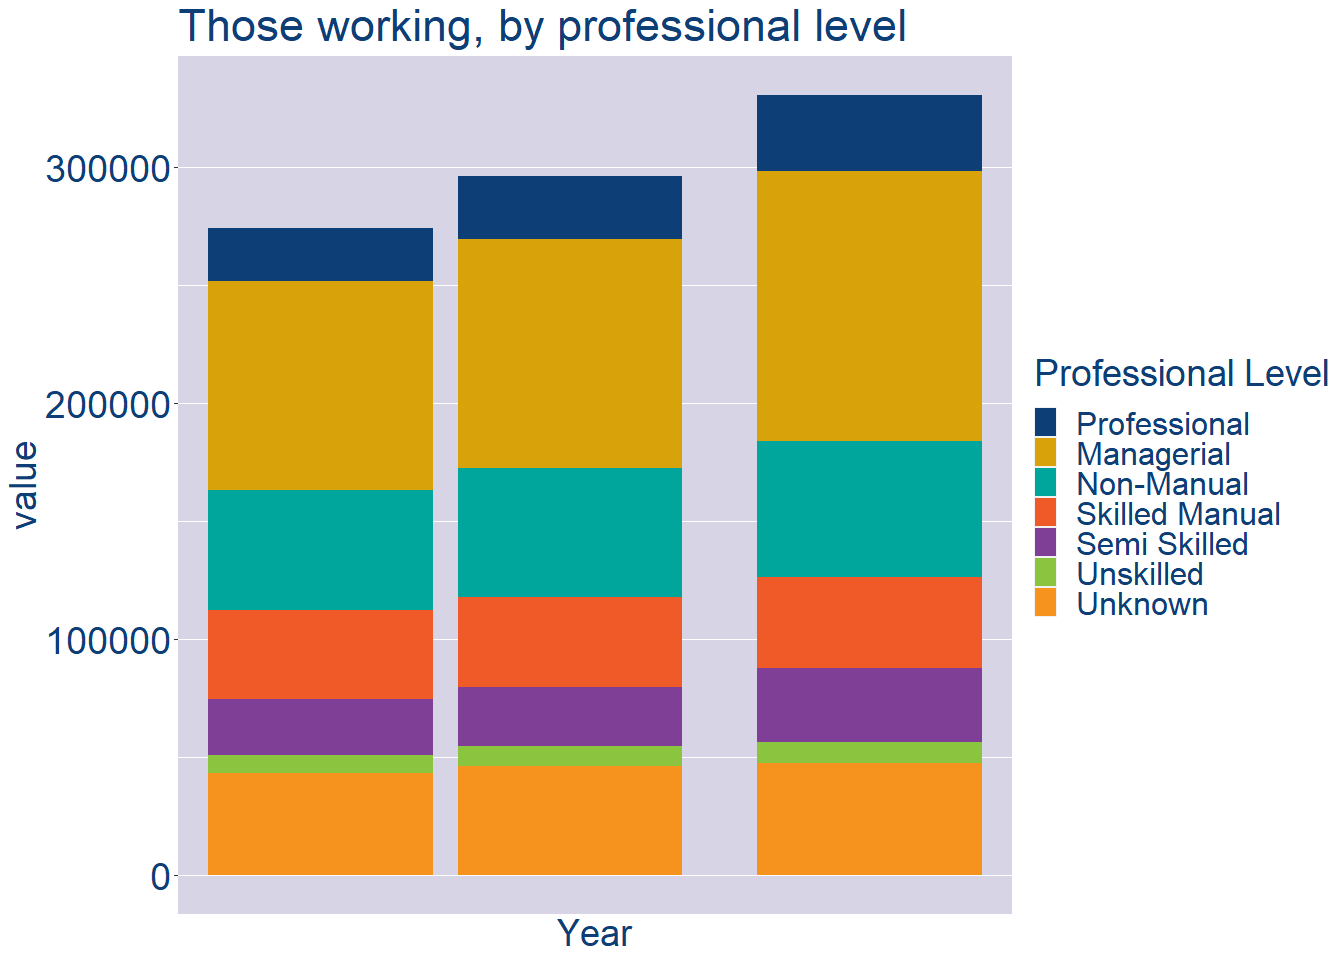 Those working, by professional level
300000
200000
100000
0
value
Year
Professional Level
Professional
Managerial
Non-Manual
Skilled Manual
Semi Skilled
Unskilled
Unknown